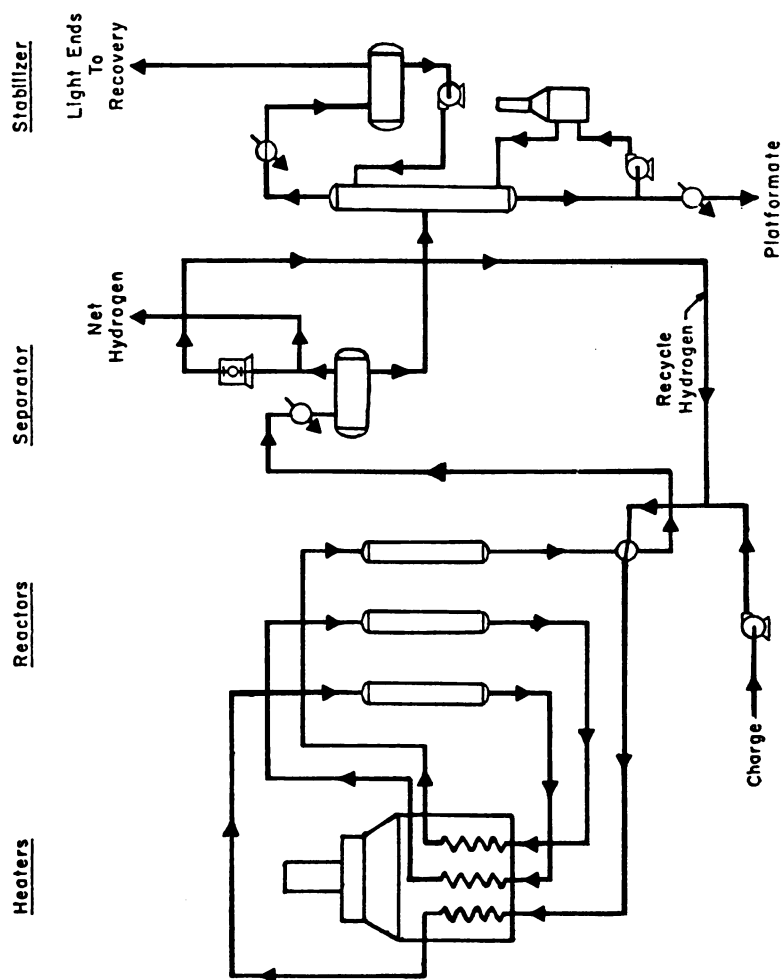 Heaters
Reactors
Separator
Stabilizer
Net
Hydrogen
Light Ends
To
Recovery
Recycle
Hydrogen
Charge
Platformate